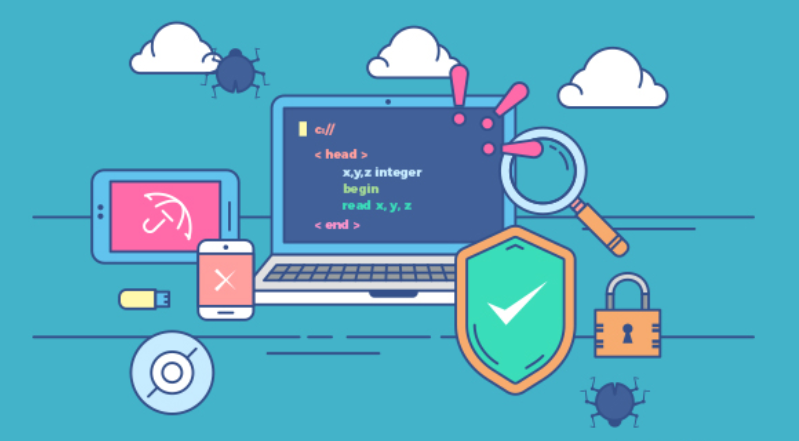 c://
< head >
x,y,z integer
begin
read x, y, z
< end >